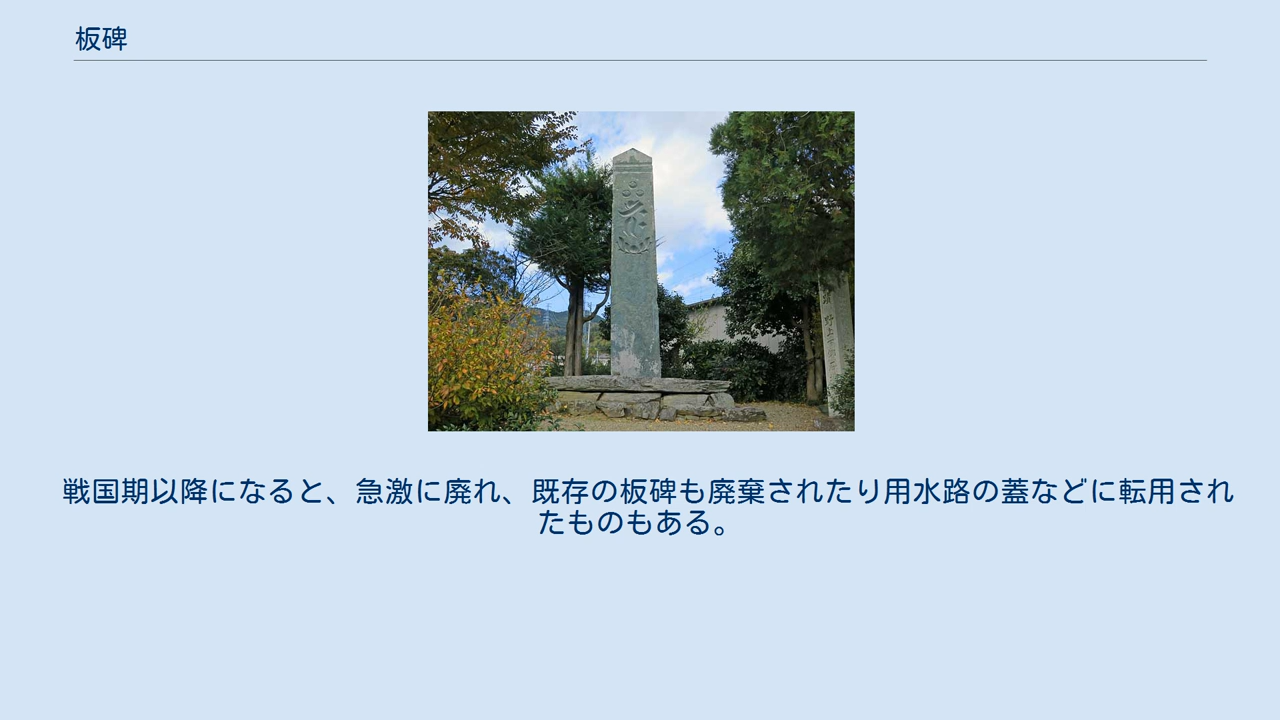 板碑
戦国期以降になると、急激に廃れ、既存の板碑も廃棄されたり用水路の蓋などに転用され
たものもある。